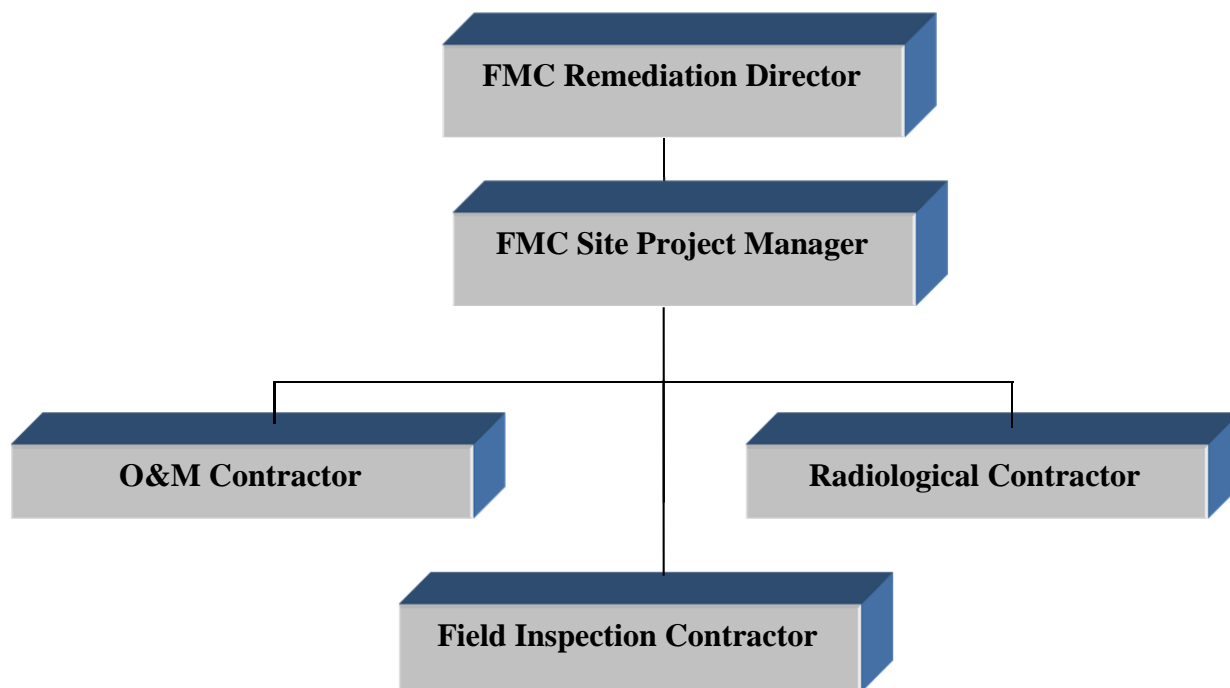 FMC Remediation Director
FMC Site Project Manager
O&M Contractor
Radiological Contractor
Field Inspection Contractor